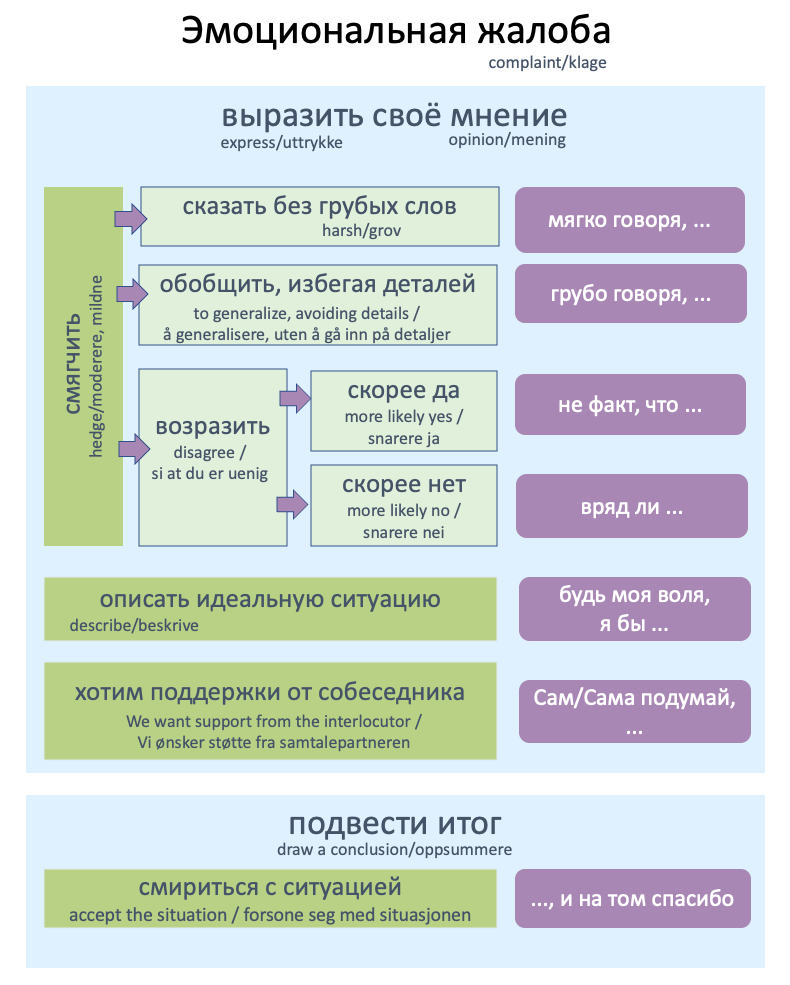 Эмоциональная жалоба
complaint/klage
выразить своё мнение
express/uttrykke
opinion/mening
смягчить
hedge/moderere, mildne
сказать без грубых слов
harsh/grov
мягко говоря, ...
обобщить, избегая деталей
to generalize, avoiding details /
å generalisere, uten å gå inn på detaljer
грубо говоря, ...
возразить
disagree /
si at du er uenig
скорее да
more likely yes /
snarere ja
не факт, что ...
скорее нет
more likely no /
snarere nei
вряд ли ...
описать идеальную ситуацию
describe/beskrive
будь моя воля,
я бы ...
хотим поддержки от собеседника
We want support from the interlocutor /
Vi ønsker støtte fra samtalepartneren
Сам/Сама подумай,
...
подвести итог
draw a conclusion/oppsummere
смириться с ситуацией
accept the situation / forsone seg med situasjonen
..., и на том спасибо